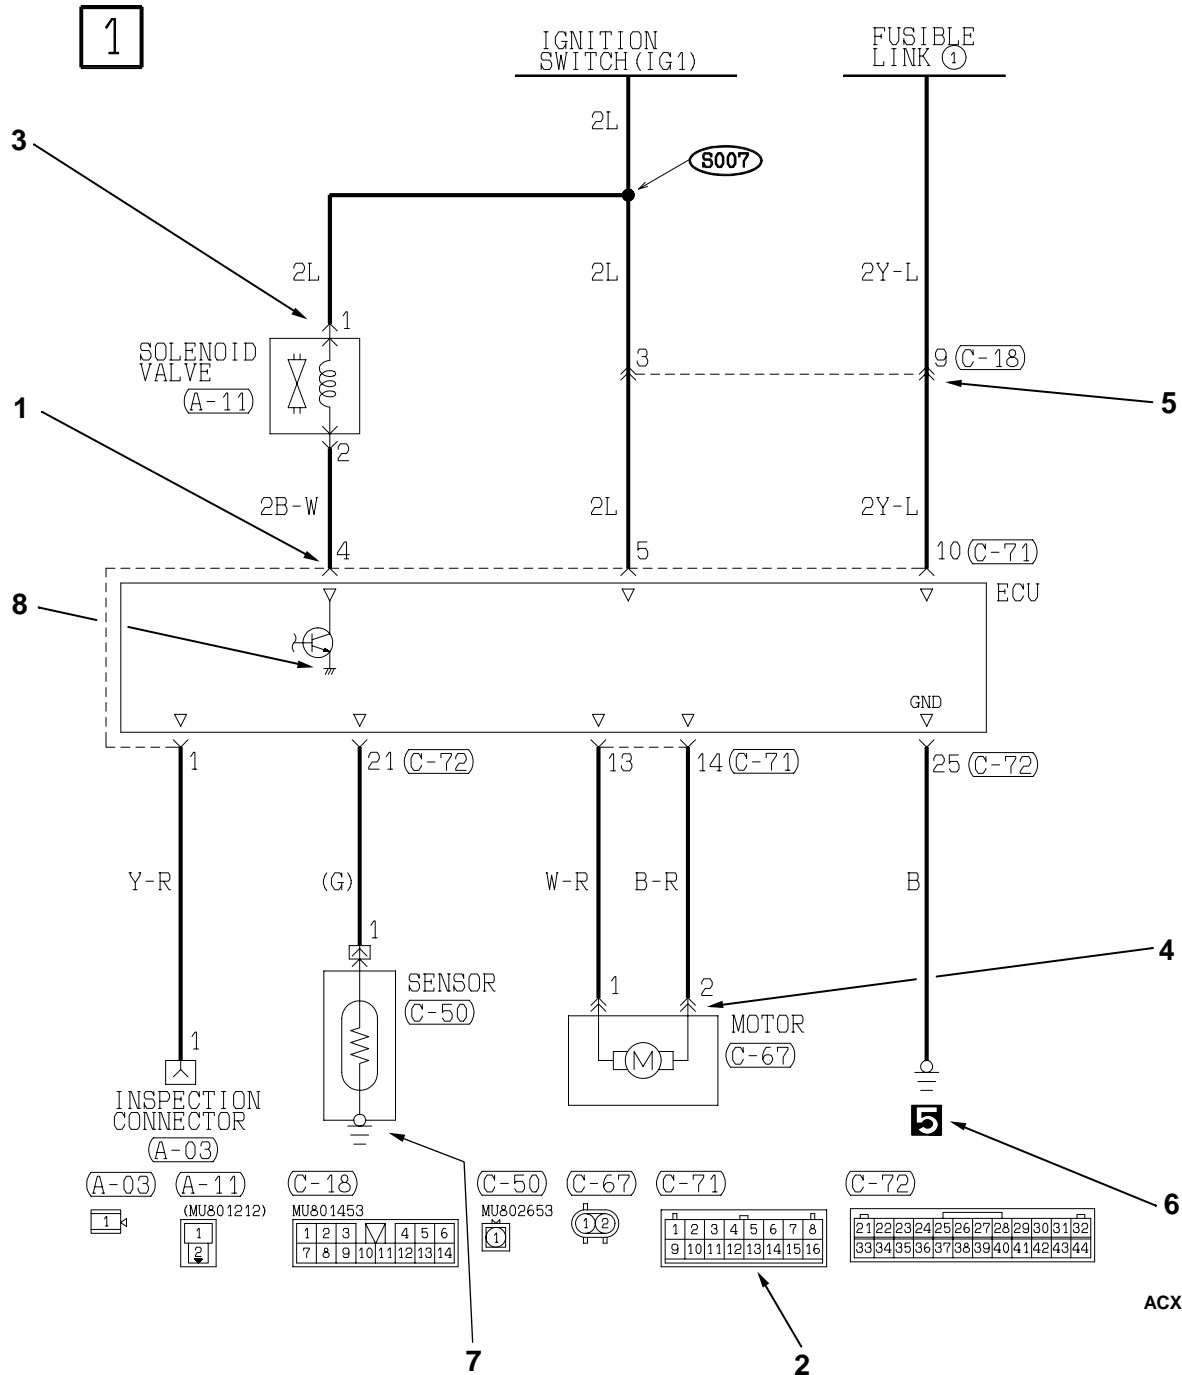 1
IGNITION
SWITCH(IG1)
FUSIBLE
LINK ①
2L
3
S007
2L
2L
2Y-L
1
SOLENOID
VALVE
(A-11)
3
9 (C-18)
5
1
2
2B-W
2L
2Y-L
4
5
10 (C-71)
ECU
8
GND
1
21 (C-72)
13
14 (C-71)
25 (C-72)
Y-R
(G)
W-R
B-R
B
1
4
SENSOR
(C-50)
1
2
MOTOR
(C-67)
M
1
INSPECTION
CONNECTOR
(A-03)
5
6
(A-03)
(A-11)
(C-18)
(C-50)
(C-67)
(C-71)
(C-72)
(MU801212)
MU801453
MU802653
1
1
2
1 2 3 4 5 6
7 8 9 10 11 12 13 14
1
1 2
1 2 3 4 5 6 7 8
9 10 11 12 13 14 15 16
21 22 23 24 25 26 27 28 29 30 31 32
33 34 35 36 37 38 39 40 41 42 43 44
ACX
7
2